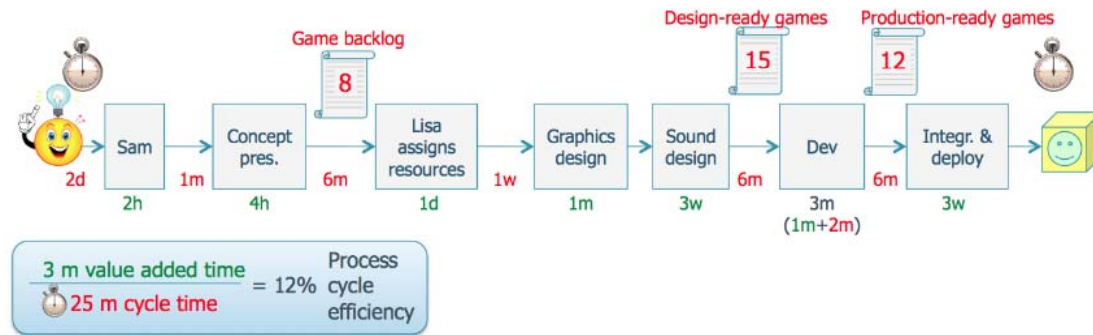 Design-ready games
Production-ready games
Game backlog
8
15
12
Sam
Concept
pres.
Lisa
assigns
resources
Graphics
design
Sound
design
Dev
Integr. &
deploy
2d
1m
6m
1w
6m
6m
2h
4h
1d
1m
3w
3m
(1m+2m)
3w
3 m value added time
25 m cycle time
= 12%
Process
cycle
efficiency